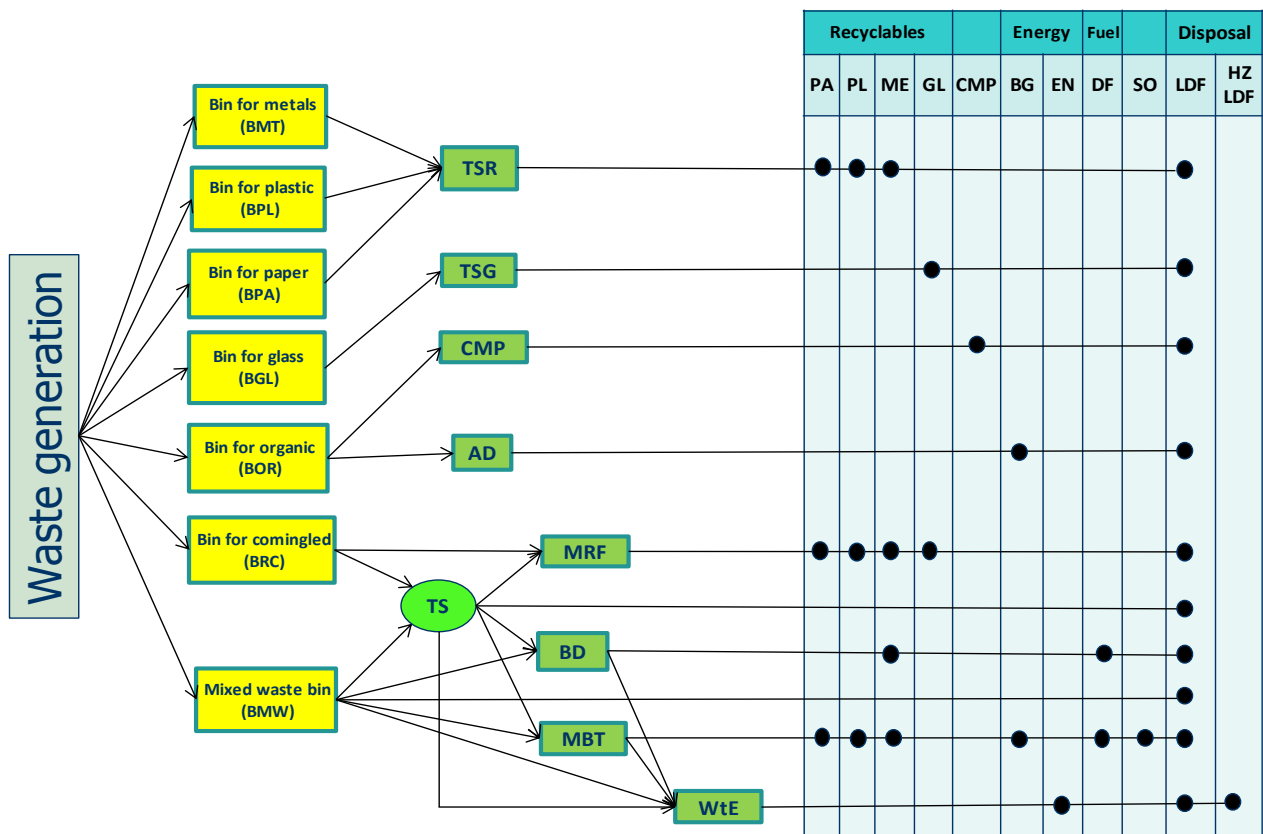 Recyclables
Energy
Fuel
Disposal
PA
PL
ME
GL
CMP
BG
EN
DF
SO
LDF
HZ
LDF
Waste generation
Bin for metals
(BMT)
Bin for plastic
(BPL)
Bin for paper
(BPA)
Bin for glass
(BGL)
Bin for organic
(BOR)
Bin for comingled
(BRC)
Mixed waste bin
(BMW)
TSR
TSG
CMP
AD
MRF
TS
BD
MBT
WtE